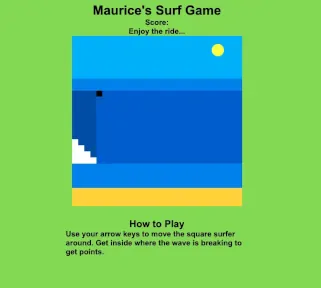 Maurice's Surf Game
Score:
Enjoy the ride...
How to Play
Use your arrow keys to move the square surfer
around. Get inside where the wave is breaking to
get points.